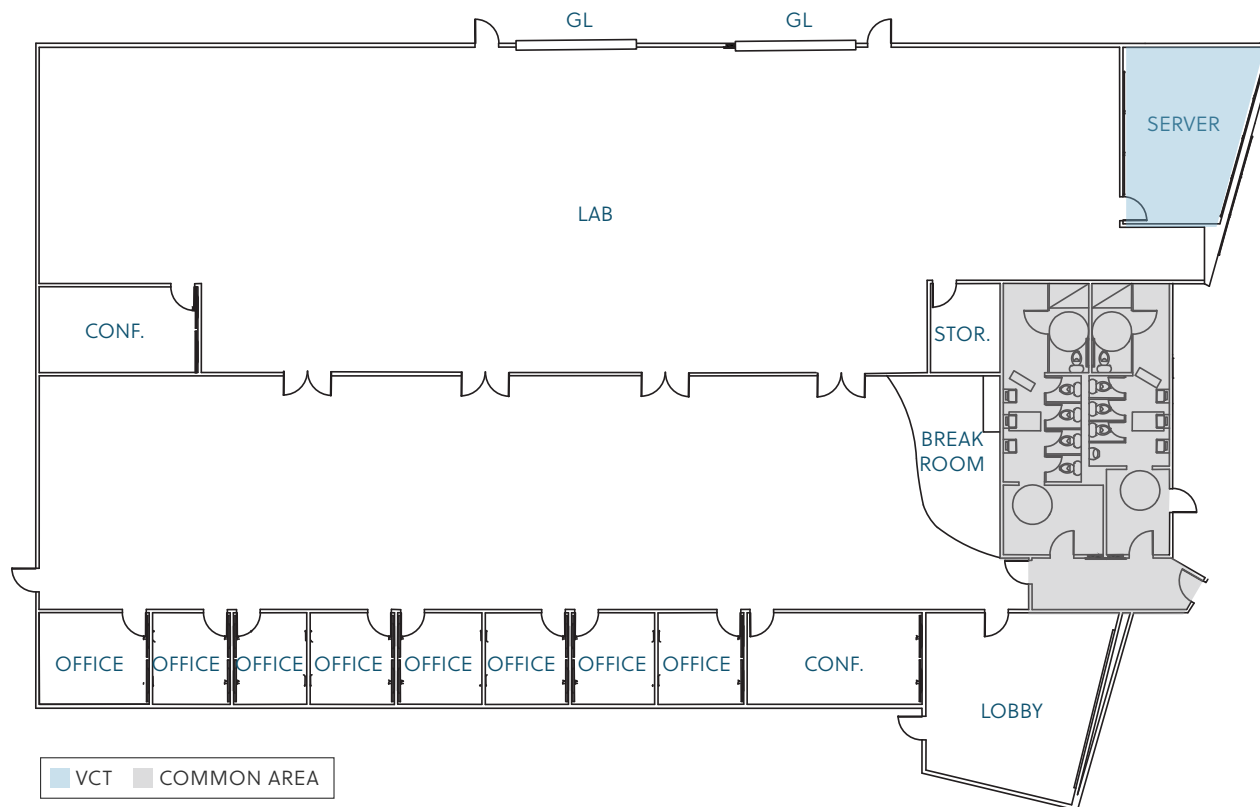 GL
GL
SERVER
LAB
CONF.
STOR.
BREAK
ROOM
OFFICE
OFFICE
OFFICE
OFFICE
OFFICE
OFFICE
OFFICE
OFFICE
CONF.
LOBBY
VCT
COMMON AREA